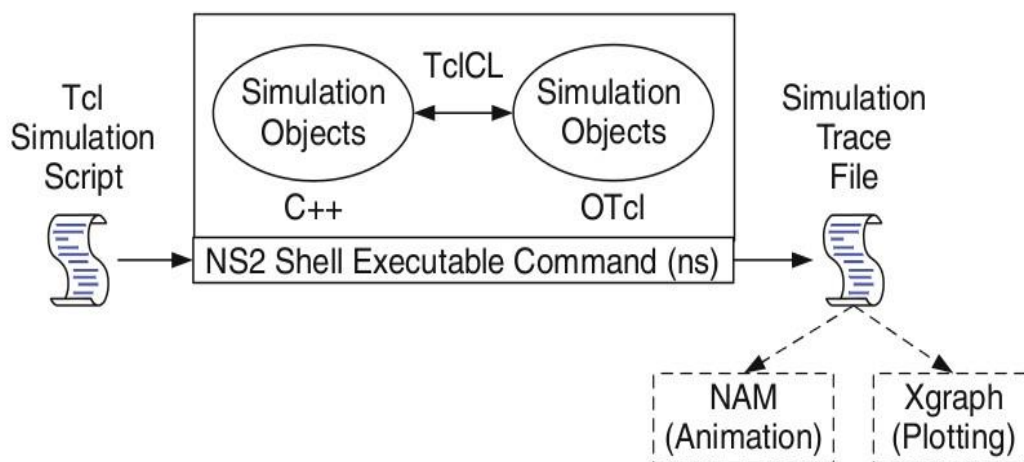 Tcl
Simulation
Script
TclCL
Simulation
Objects
Simulation
Objects
C++
OTcl
NS2 Shell Executable Command (ns)
Simulation
Trace
File
NAM
(Animation)
Xgraph
(Plotting)